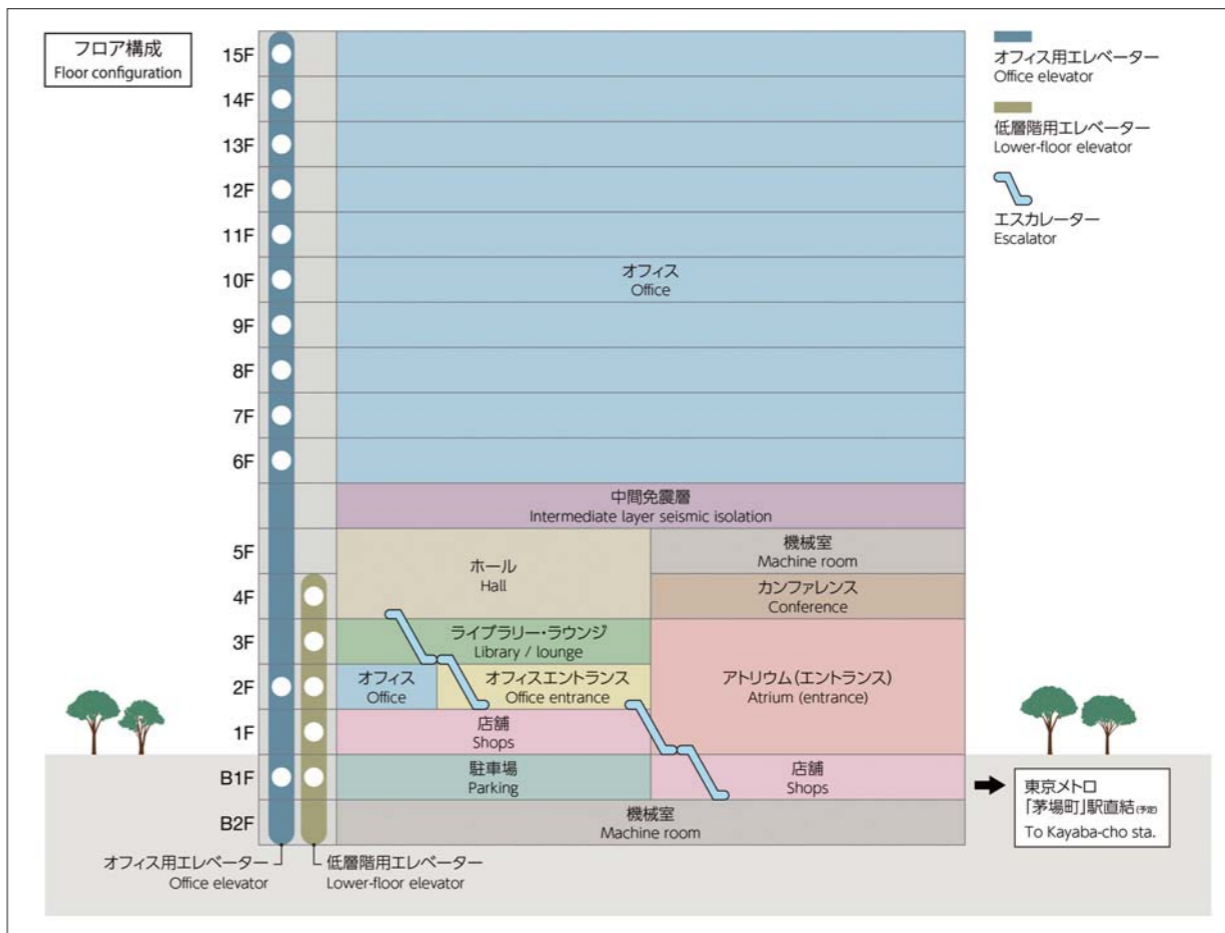 フロア構成
Floor configuration
オフィス用エレベーター
Office elevator
低層階用エレベーター
Lower-floor elevator
エスカレーター
Escalator
15F
14F
13F
12F
11F
10F
オフィス
Office
9F
8F
7F
6F
中間免震層
Intermediate layer seismic isolation
5F
ホール
Hall
機械室
Machine room
4F
カンファレンス
Conference
3F
ライブラリー・ラウンジ
Library / lounge
2F
オフィス
Office
オフィスエントランス
Office entrance
アトリウム(エントランス)
Atrium (entrance)
1F
店舗
Shops
B1F
駐車場
Parking
店舗
Shops
東京メトロ
「茅場町」駅直結(予定)
To Kayaba-cho sta.
B2F
機械室
Machine room
オフィス用エレベーター
Office elevator
低層階用エレベーター
Lower-floor elevator